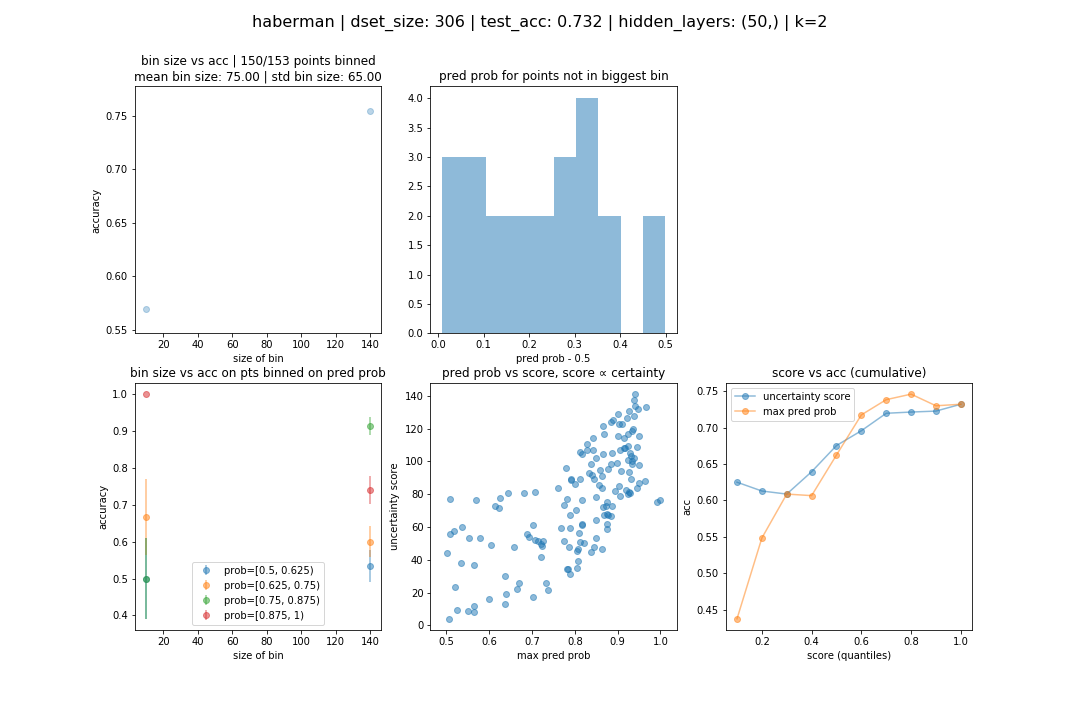 haberman | dset_size: 306 | test_acc: 0.732 | hidden_layers: (50,) | k=2
bin size vs acc | 150/153 points binned
mean bin size: 75.00 | std bin size: 65.00
0.75
0.70
0.65
0.60
0.55
accuracy
20 40 60 80 100 120 140
size of bin
pred prob for points not in biggest bin
4.0
3.5
3.0
2.5
2.0
1.5
1.0
0.5
0.0
0.0 0.1 0.2 0.3 0.4 0.5
pred prob - 0.5
bin size vs acc on pts binned on pred prob
1.0
0.9
0.8
0.7
0.6
0.5
0.4
accuracy
prob=[0.5, 0.625)
prob=[0.625, 0.75)
prob=[0.75, 0.875)
prob=[0.875, 1)
20 40 60 80 100 120 140
size of bin
pred prob vs score, score ∝ certainty
140
120
100
80
60
40
20
0
uncertainty score
0.5 0.6 0.7 0.8 0.9 1.0
max pred prob
score vs acc (cumulative)
uncertainty score
max pred prob
0.75
0.70
0.65
0.60
0.55
0.50
0.45
acc
0.2 0.4 0.6 0.8 1.0
score (quantiles)